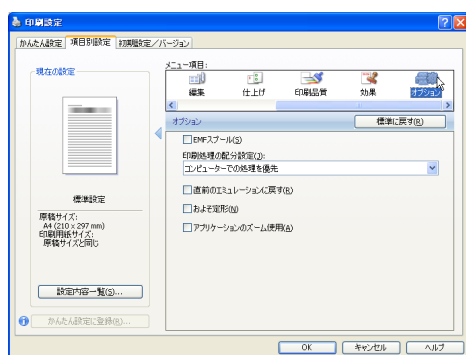 印刷設定
かんたん設定 項目別設定 初期設定／バージョン
現在の設定
標準設定
原稿サイズ:
A4 (210 x 297 mm)
印刷用紙サイズ:
原稿サイズと同じ
設定内容一覧(S)...
かんたん設定に登録(R)...
メニュー項目:
編集 仕上げ 印刷品質 効果 オプション
オプション 標準に戻す(R)
EMFスプール(S)
印刷処理の配分設定(J):
コンピューターでの処理を優先
直前のエミュレーションに戻す(R)
およそ定形(N)
アプリケーションのズーム使用(A)
OK キャンセル ヘルプ